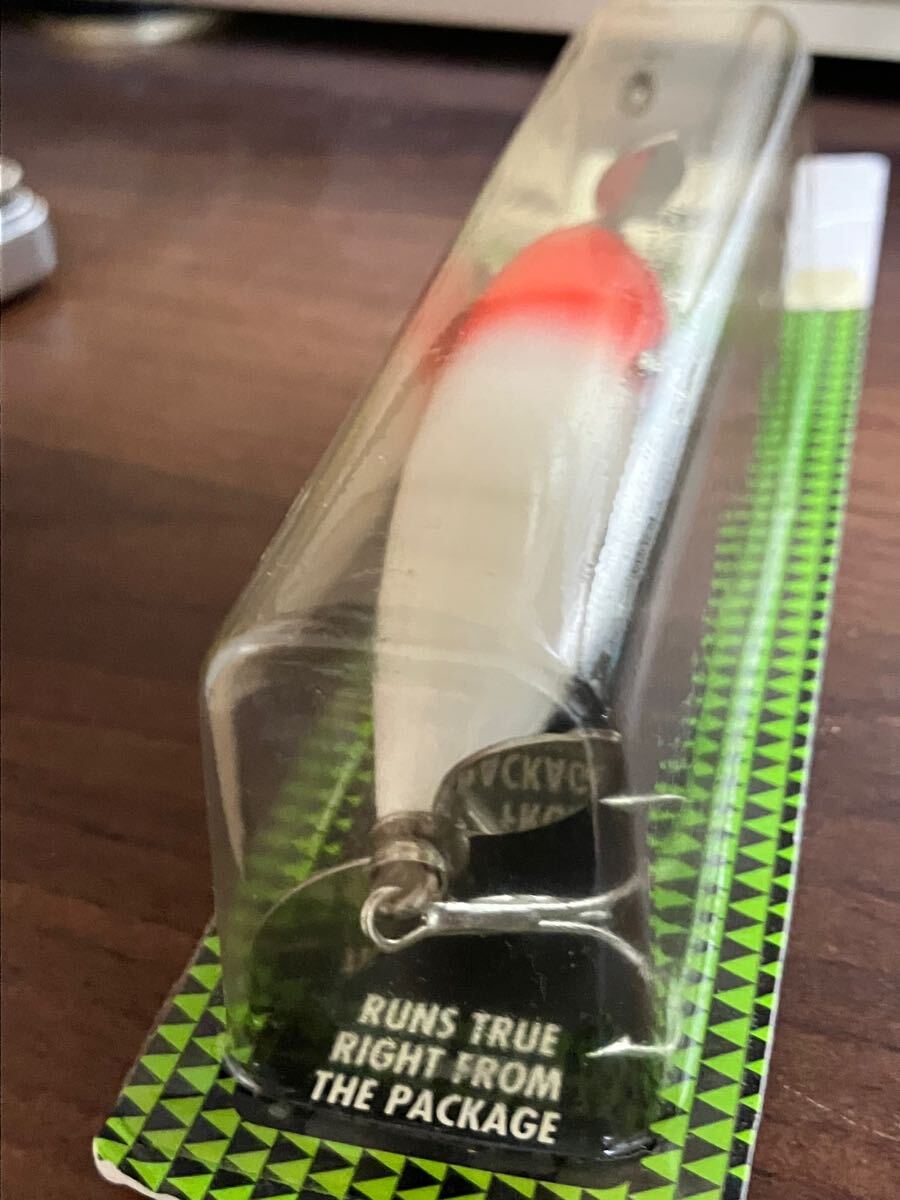 RUNS TRUE
RIGHT FROM
THE PACKAGE